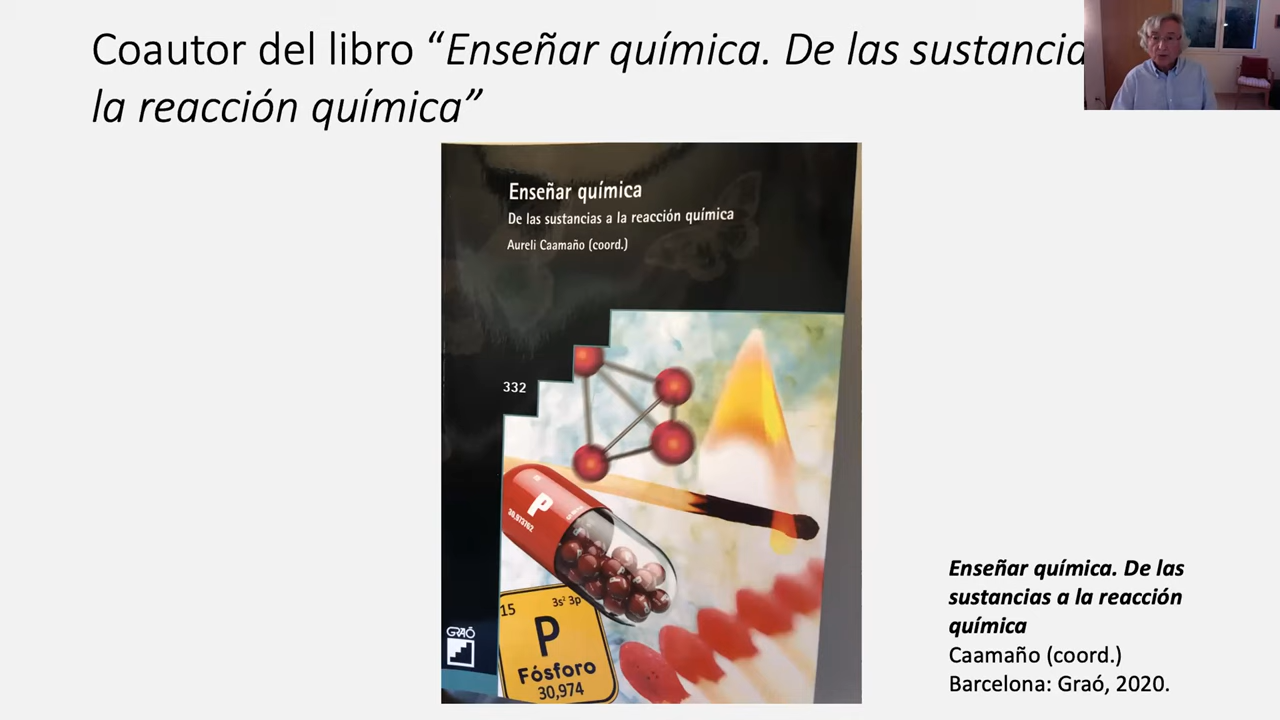 Coautor del libro “Enseñar química. De las
la reacción química”
Enseñar química
De las sustancias a la reacción química
Aureli Caamaño (coord.)
332
P
30,973762
15
3s² 3p
P
Fósforo
30,974
GRAÓ
Enseñar química. De las
sustancias a la reacción
química
Caamaño (coord.)
Barcelona: Graó, 2020.